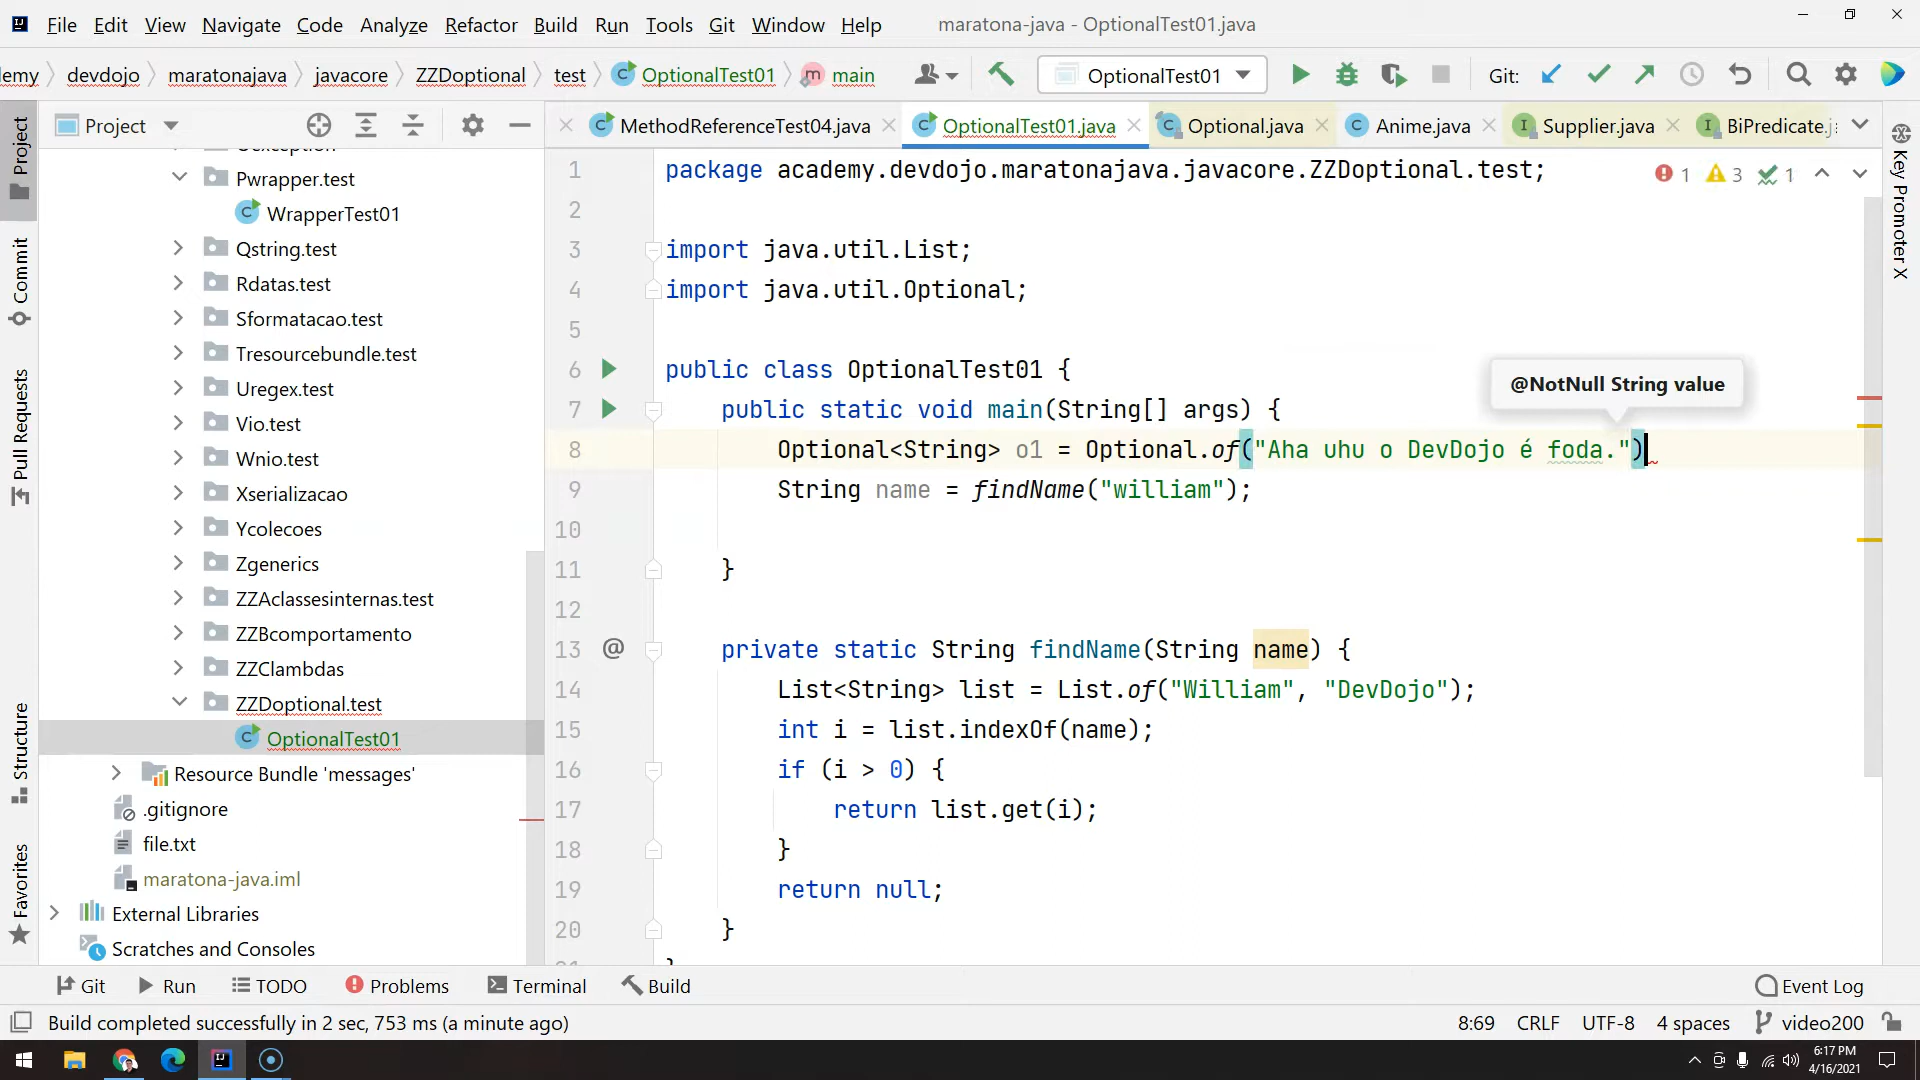 File Edit View Navigate Code Analyze Refactor Build Run Tools Git Window Help maratona-java - OptionalTest01.java
devdojo maratonajava javacore ZZDoptional test OptionalTest01 main OptionalTest01 Git:
Project MethodReferenceTest04.java OptionalTest01.java Optional.java Anime.java Supplier.java
Project
Commit
Pull Requests
Structure
Favorites
Key Promoter X
Pwrapper.test
WrapperTest01
Qstring.test
Rdatas.test
Sformatacao.test
Tresourcebundle.test
Uregex.test
Vio.test
Wnio.test
Xserializacao
Ycolecoes
Zgenerics
ZZAclassesinternas.test
ZZBcomportamento
ZZClambdas
ZZDoptional.test
OptionalTest01
Resource Bundle 'messages'
.gitignore
file.txt
maratona-java.iml
External Libraries
Scratches and Consoles
1 package academy.devdojo.maratonajava.javacore.ZZDoptional.test; 1 3 1
2
3 import java.util.List;
4 import java.util.Optional;
5
6 public class OptionalTest01 {
@NotNull String value
7 public static void main(String[] args) {
8 Optional<String> o1 = Optional.of("Aha uhu o DevDojo é foda.")
9 String name = findName("william");
10
11 }
12
13 @ private static String findName(String name) {
14 List<String> list = List.of("William", "DevDojo");
15 int i = list.indexOf(name);
16 if (i > 0) {
17 return list.get(i);
18 }
19 return null;
20 }
Git Run TODO Problems Terminal Build Event Log
Build completed successfully in 2 sec, 753 ms (a minute ago) 8:69 CRLF UTF-8 4 spaces video200
6:17 PM
4/16/2021